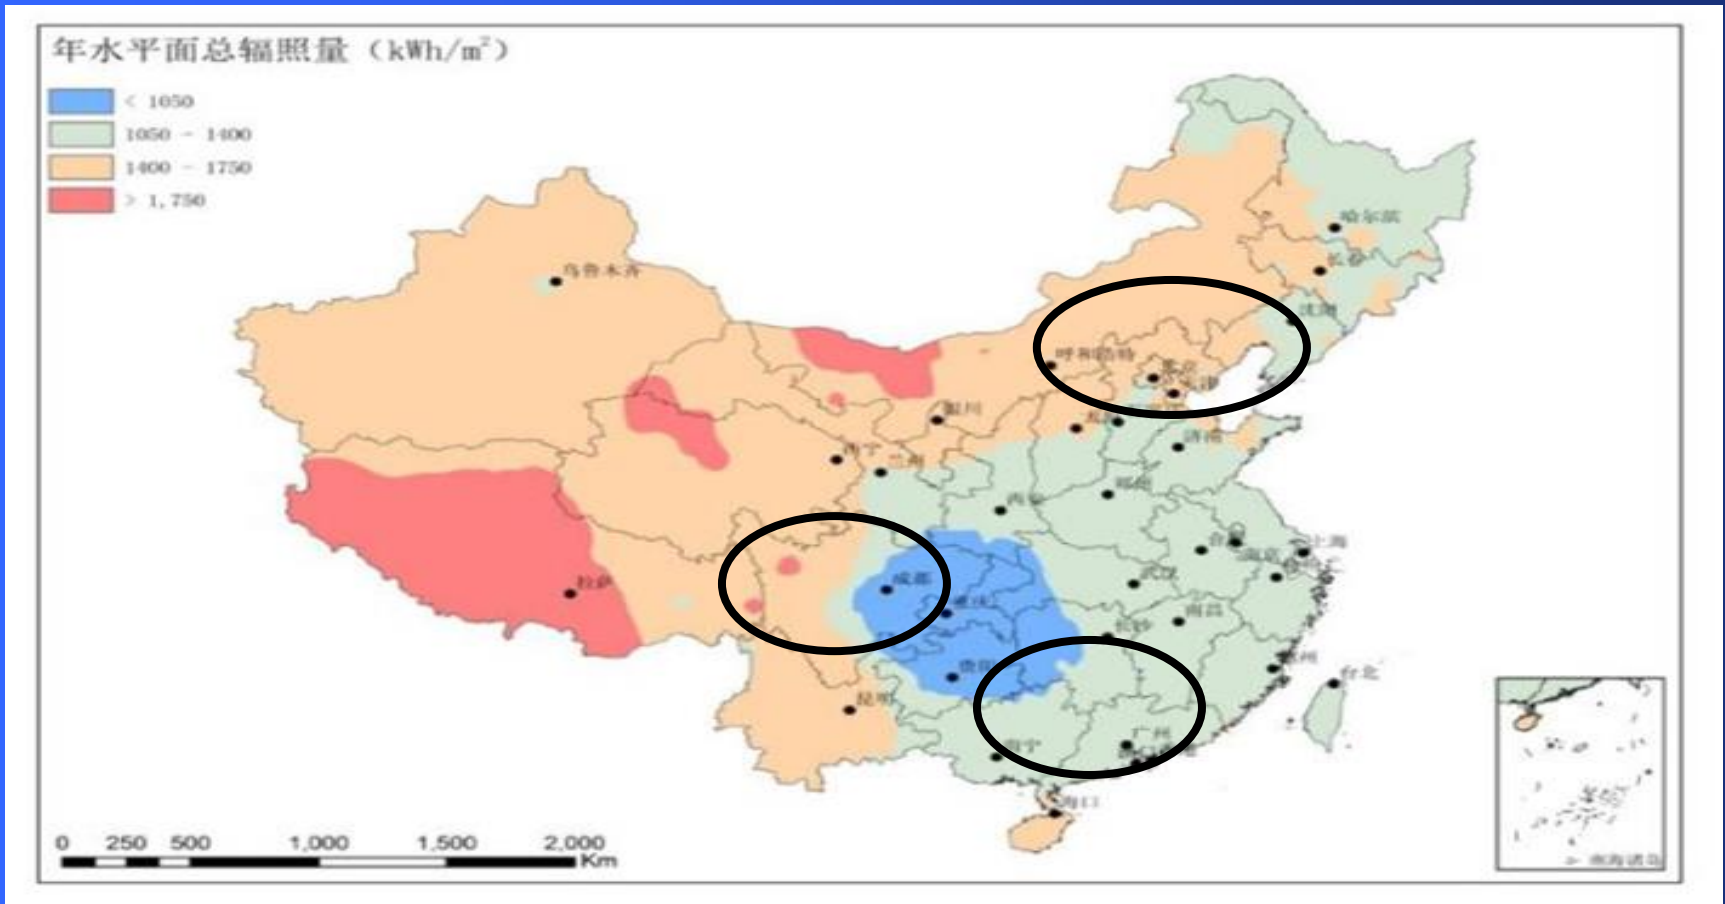 年水平面总辐照量（kWh/m²）
< 1050
1050 - 1400
1400 - 1750
> 1,750
哈尔滨
长春
乌鲁木齐
沈阳
呼和浩特
北京
天津
银川
太原
济南
西宁
兰州
郑州
西安
合肥
上海
南京
拉萨
成都
武汉
重庆
南昌
长沙
贵阳
福州
台北
昆明
南宁
广州
海口
南海诸岛
0 250 500 1,000 1,500 2,000
Km